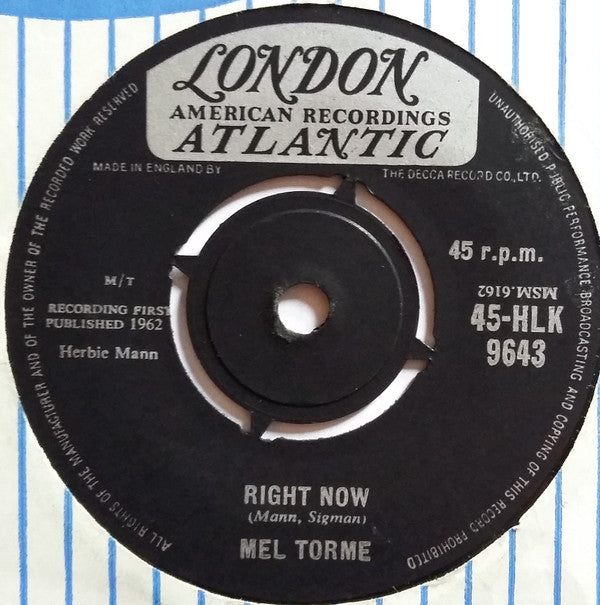 LONDON
AMERICAN RECORDINGS
ATLANTIC
MADE IN ENGLAND BY
THE DECCA RECORD CO., LTD.
ALL RIGHTS OF THE MANUFACTURER AND OF THE OWNER OF THE RECORDED WORK RESERVED
UNAUTHORISED PUBLIC PERFORMANCE BROADCASTING AND COPYING OF THIS RECORD PROHIBITED
45 r.p.m.
M/T
MSM.6162
RECORDING FIRST
PUBLISHED 1962
45-HLK
9643
Herbie Mann
RIGHT NOW
(Mann, Sigman)
MEL TORME